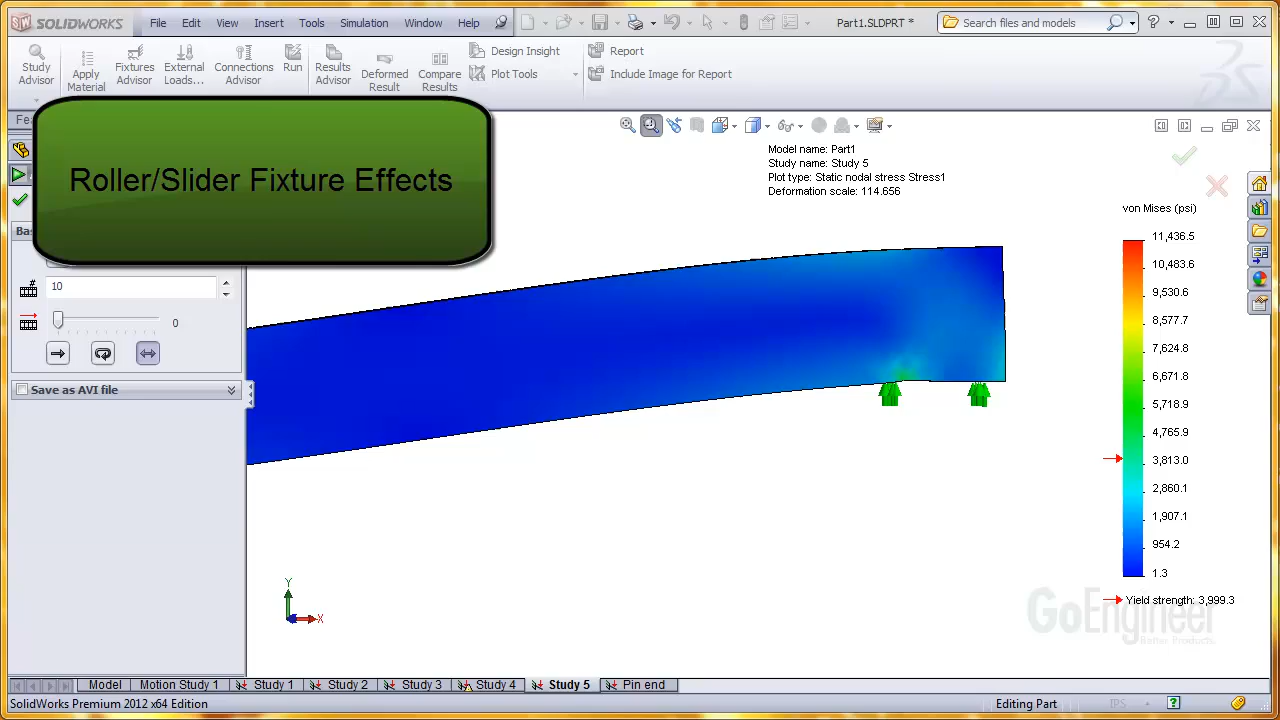 SOLIDWORKS File Edit View Insert Tools Simulation Window Help Part1.SLDPRT * Search files and models
Study Advisor
Apply Material
Fixtures Advisor
External Loads...
Connections Advisor
Run
Results Advisor
Deformed Result
Compare Results
Design Insight
Plot Tools
Report
Include Image for Report
Fea
Roller/Slider Fixture Effects
Bas
10
0
Save as AVI file
Model name: Part1
Study name: Study 5
Plot type: Static nodal stress Stress1
Deformation scale: 114.656
von Mises (psi)
11,436.5
10,483.6
9,530.6
8,577.7
7,624.8
6,671.8
5,718.9
4,765.9
3,813.0
2,860.1
1,907.1
954.2
1.3
Yield strength: 3,999.3
GoEngineer
Better Products.
Y
X
Model Motion Study 1 Study 1 Study 2 Study 3 Study 4 Study 5 Pin end
SolidWorks Premium 2012 x64 Edition Editing Part IPS